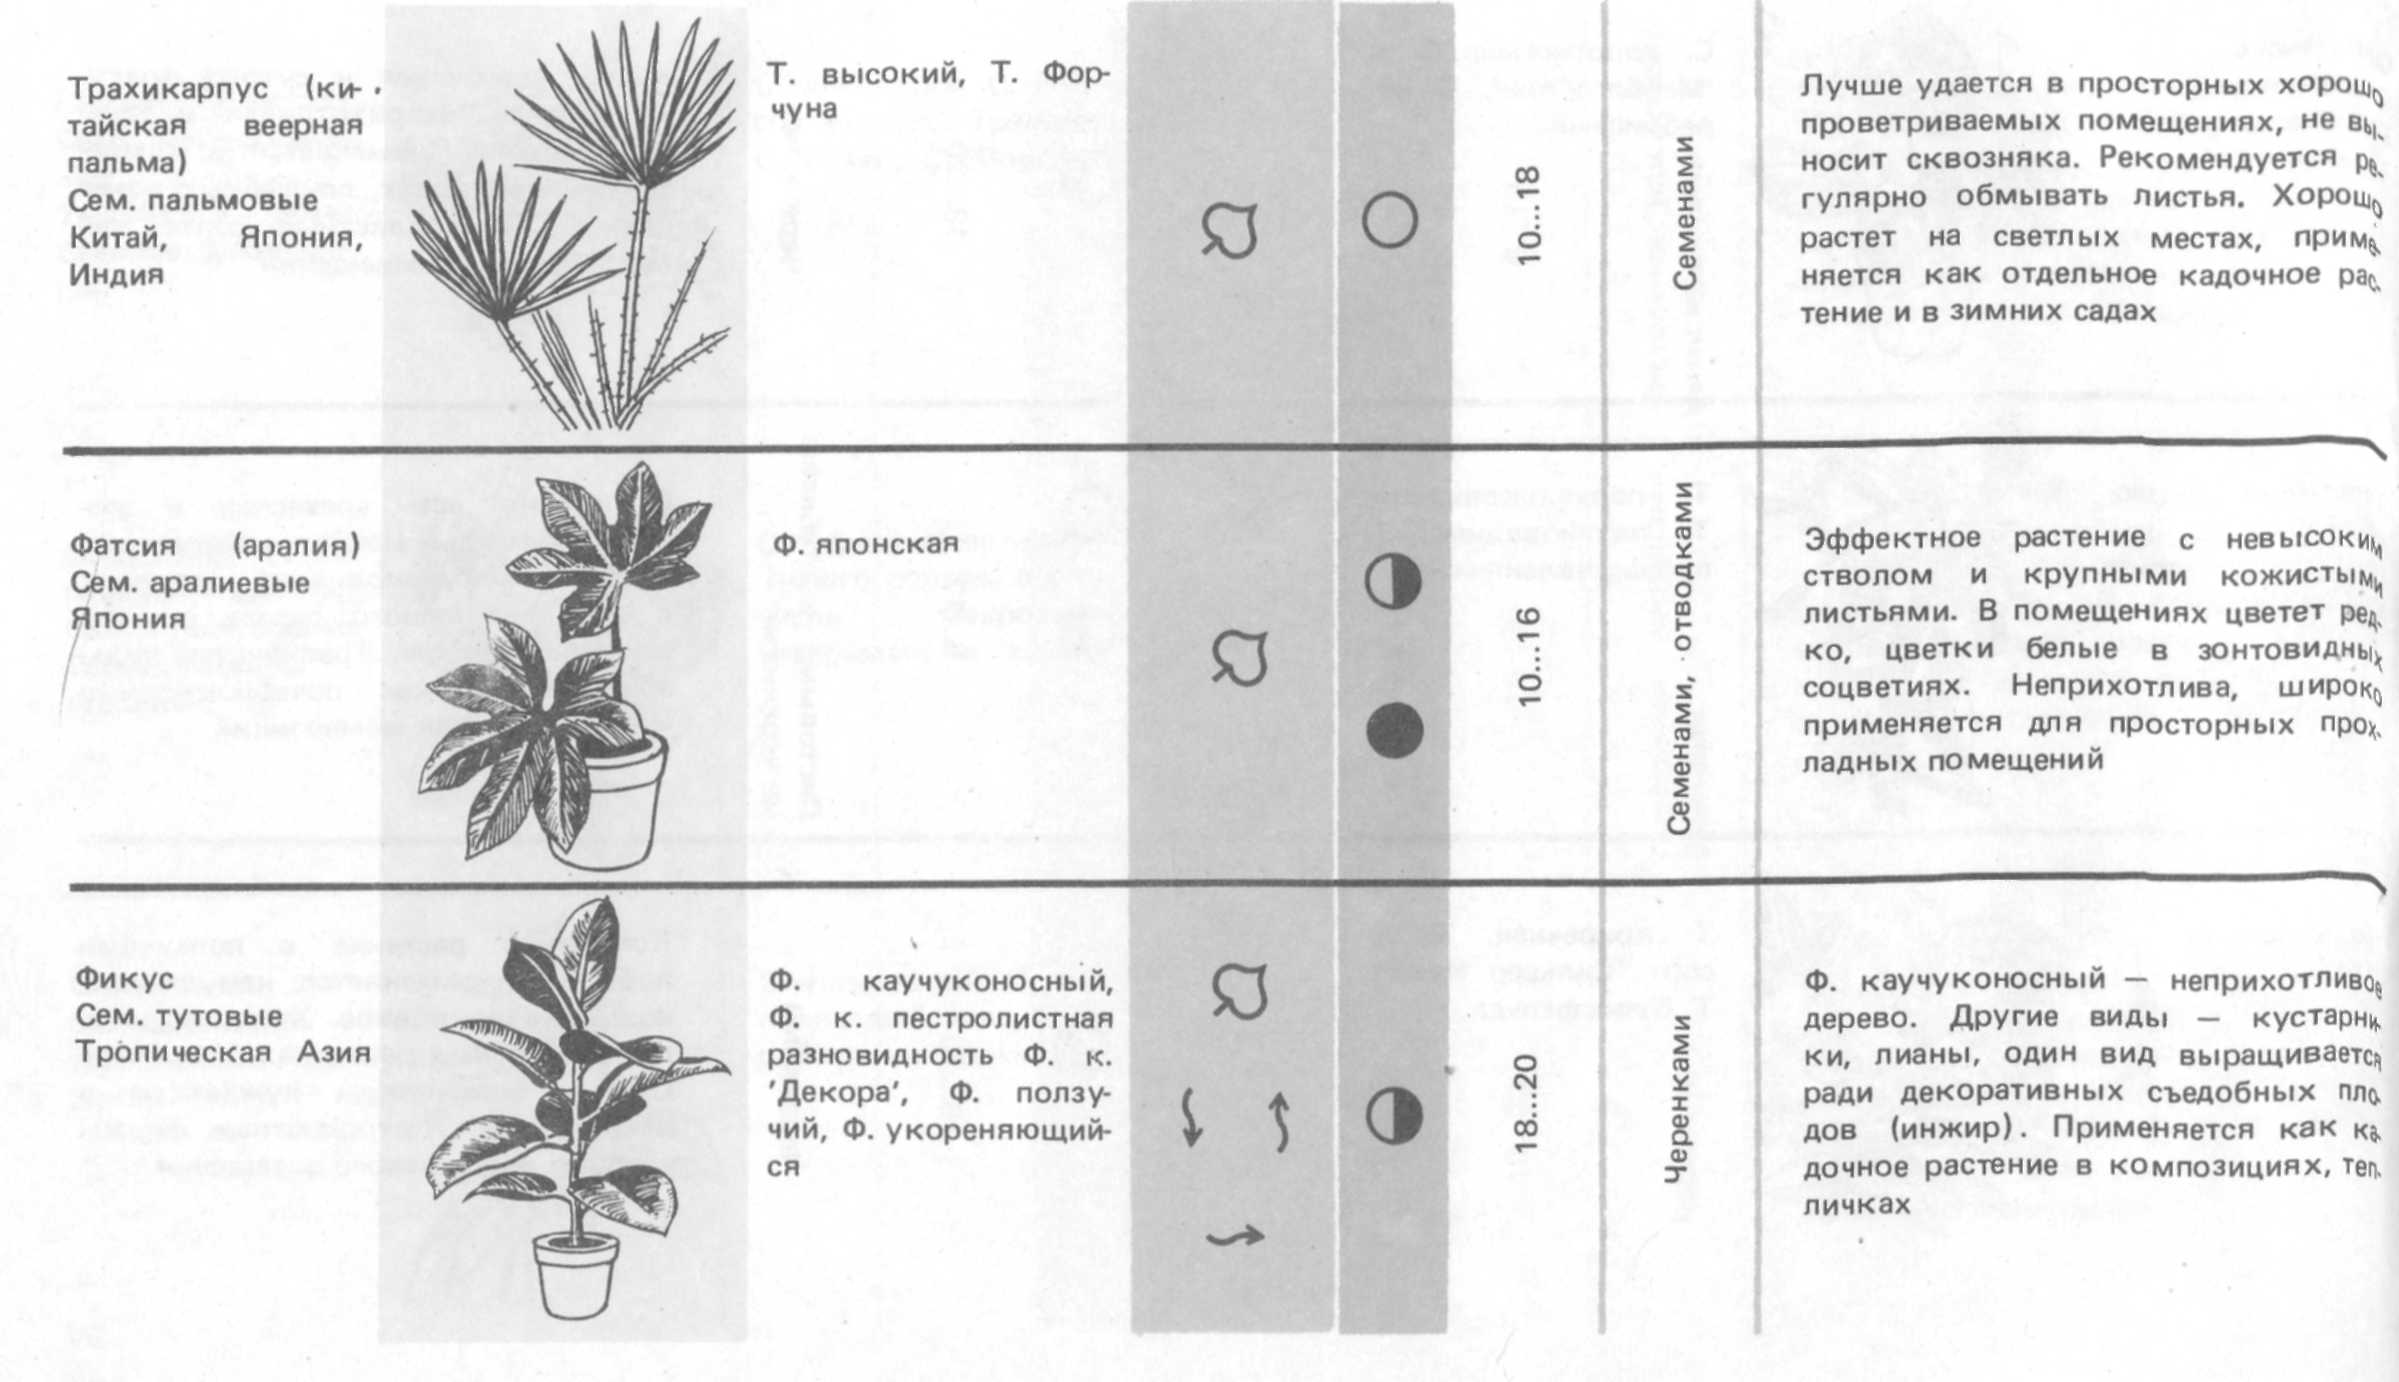 Трахикарпус (ки-
тайская веерная
пальма)
Сем. пальмовые
Китай, Япония,
Индия
Т. высокий, Т. Фор-
чуна
10...18
Семенами
Лучше удается в просторных хорошо
проветриваемых помещениях, не вы-
носит сквозняка. Рекомендуется ре-
гулярно обмывать листья. Хорошо
растет на светлых местах, приме-
няется как отдельное кадочное рас-
тение и в зимних садах
Фатсия (аралия)
Сем. аралиевые
Япония
Ф. японская
10...16
Семенами, отводками
Эффектное растение с невысоким
стволом и крупными кожистыми
листьями. В помещениях цветет ред-
ко, цветки белые в зонтовидных
соцветиях. Неприхотлива, широко
применяется для просторных прох-
ладных помещений
Фикус
Сем. тутовые
Тропическая Азия
Ф. каучуконосный,
Ф. к. пестролистная
разновидность Ф. к.
'Декора', Ф. ползу-
чий, Ф. укореняющий-
ся
18...20
Черенками
Ф. каучуконосный — неприхотливое
дерево. Другие виды — кустарни-
ки, лианы, один вид выращивается
ради декоративных съедобных пло-
дов (инжир). Применяется как ка-
дочное растение в композициях, теп-
личках